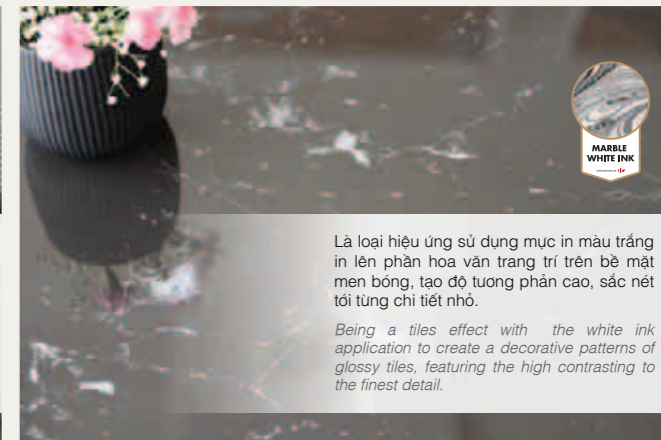 MARBLE
WHITE INK
Là loại hiệu ứng sử dụng mực in màu trắng
in lên phần hoa văn trang trí trên bề mặt
men bóng, tạo độ tương phản cao, sắc nét
tới từng chi tiết nhỏ.
Being a tiles effect with the white ink
application to create a decorative patterns of
glossy tiles, featuring the high contrasting to
the finest detail.